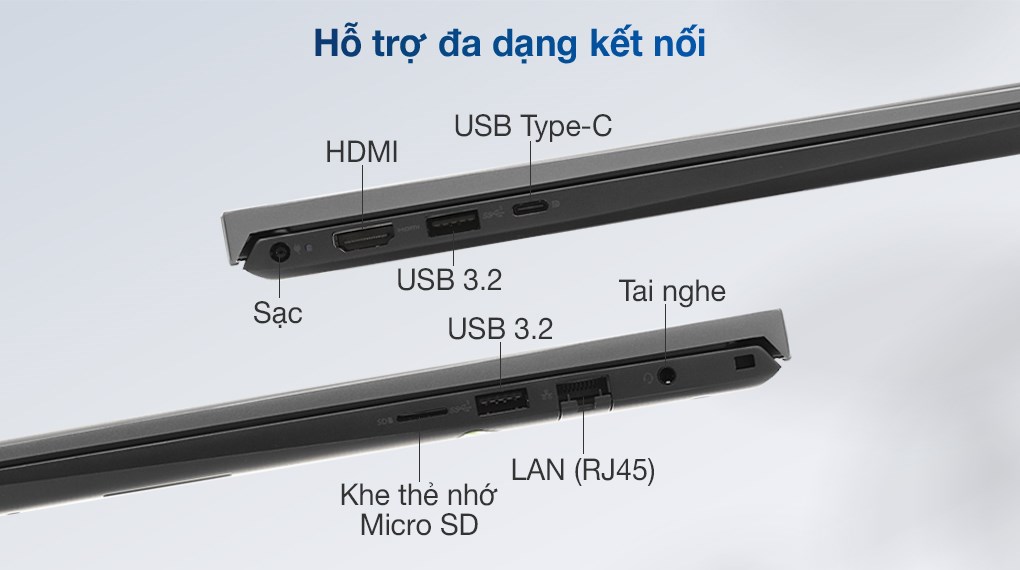 Hỗ trợ đa dạng kết nối
USB Type-C
HDMI
USB 3.2
Sạc
Tai nghe
USB 3.2
LAN (RJ45)
Khe thẻ nhớ
Micro SD